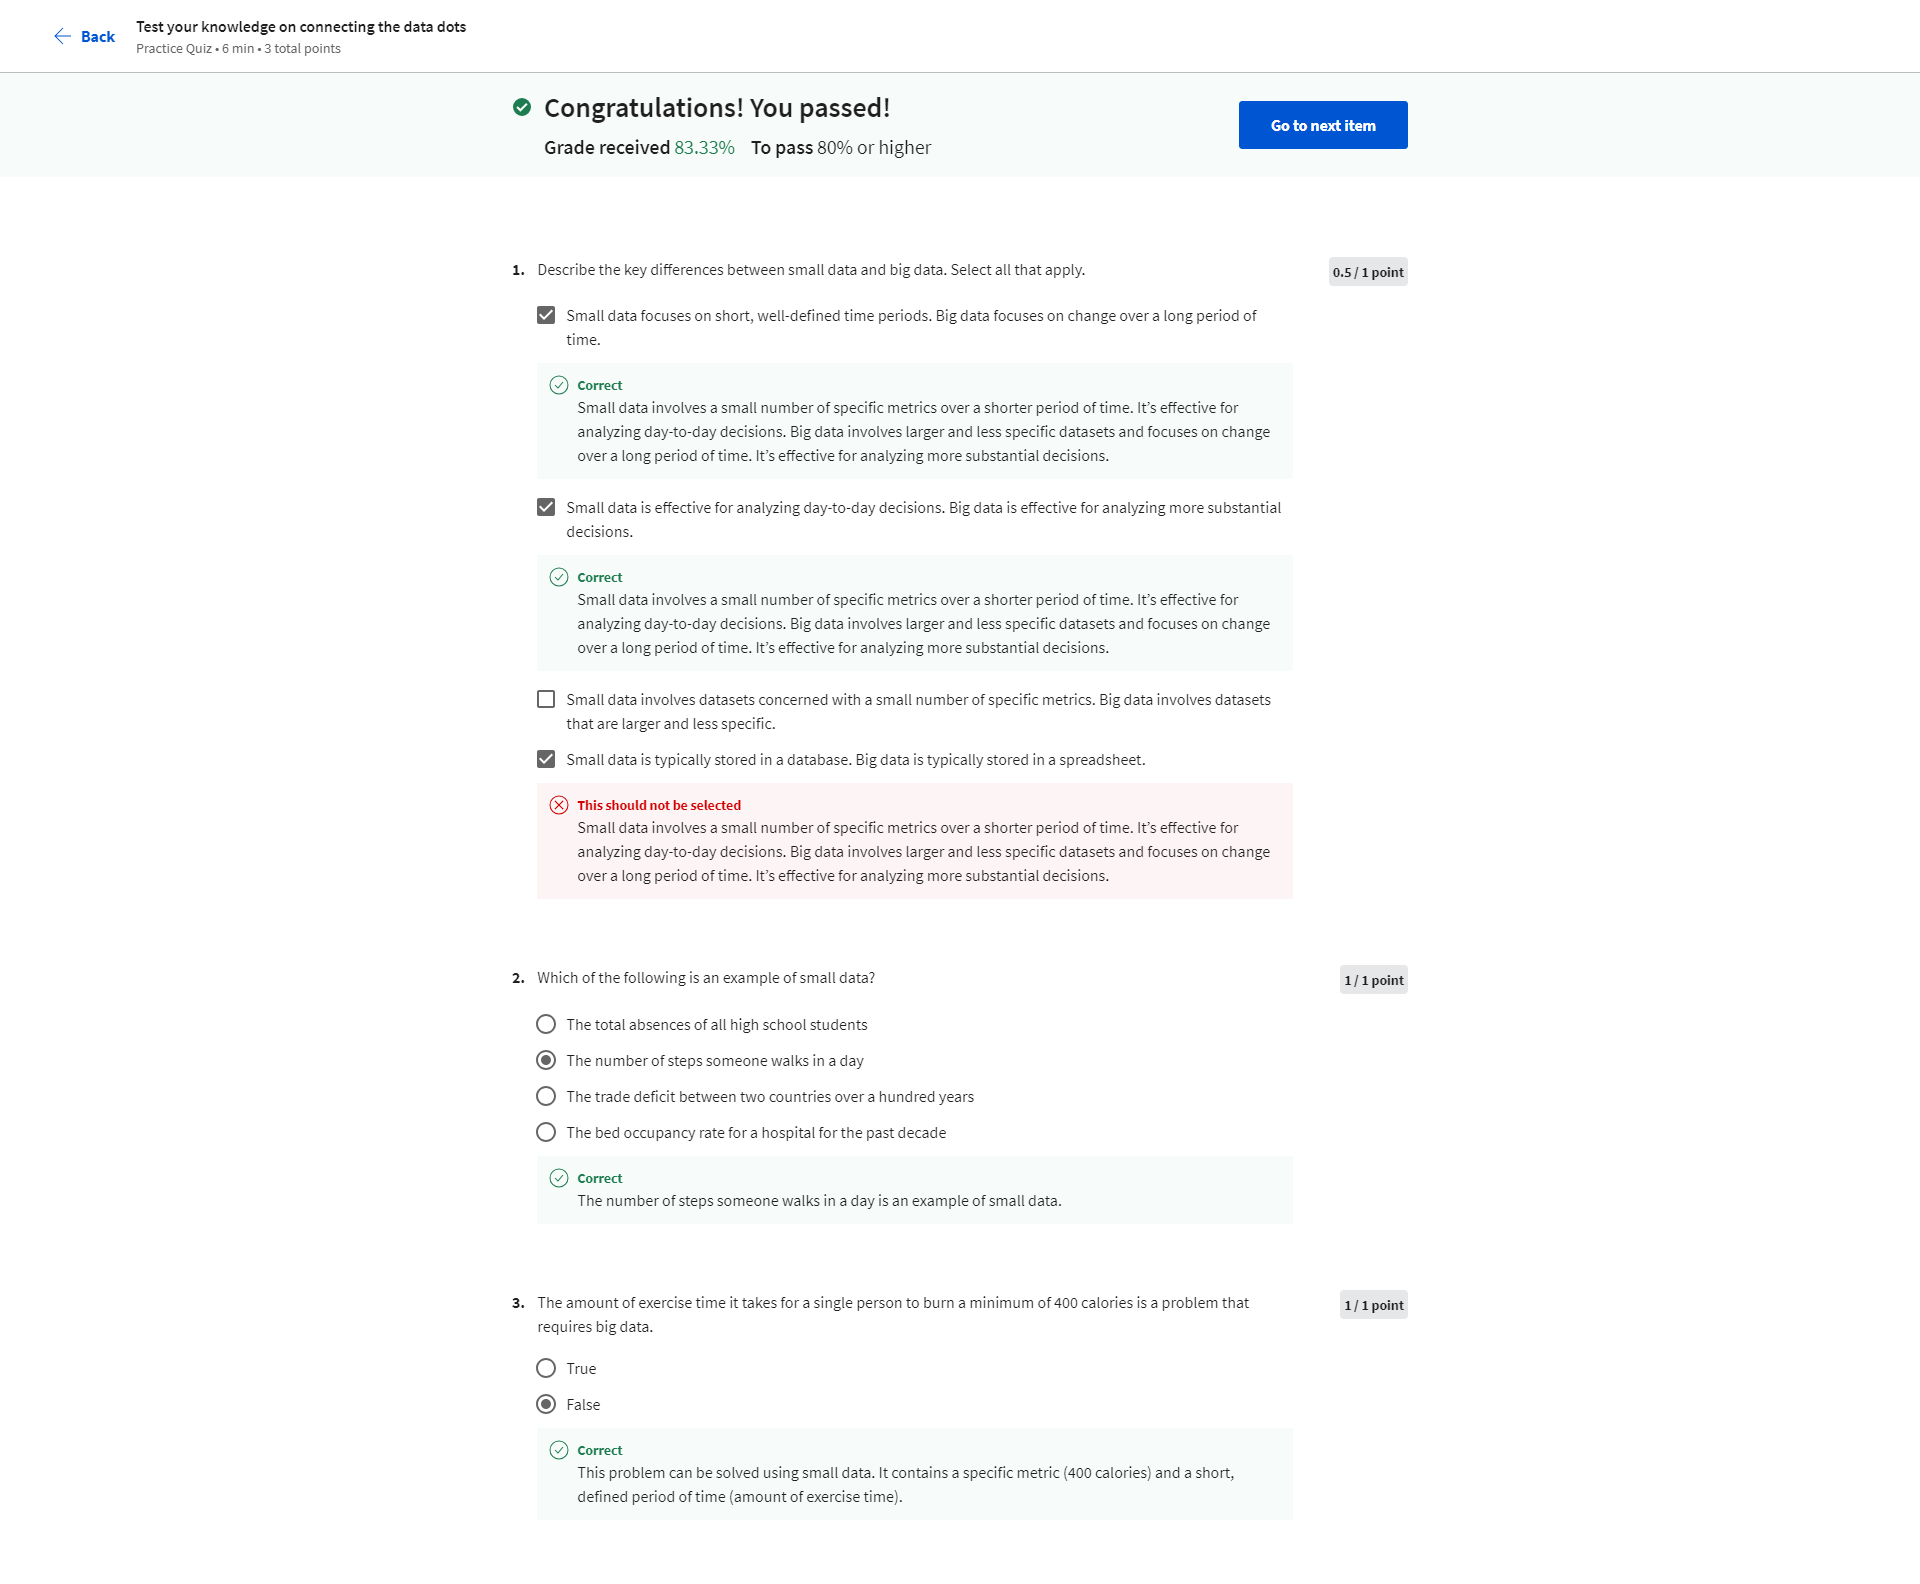 Back
Test your knowledge on connecting the data dots
Practice Quiz • 6 min • 3 total points
Congratulations! You passed!
Grade received 83.33% To pass 80% or higher
Go to next item
1. Describe the key differences between small data and big data. Select all that apply.
0.5 / 1 point
Small data focuses on short, well-defined time periods. Big data focuses on change over a long period of
time.
Correct
Small data involves a small number of specific metrics over a shorter period of time. It’s effective for
analyzing day-to-day decisions. Big data involves larger and less specific datasets and focuses on change
over a long period of time. It’s effective for analyzing more substantial decisions.
Small data is effective for analyzing day-to-day decisions. Big data is effective for analyzing more substantial
decisions.
Correct
Small data involves a small number of specific metrics over a shorter period of time. It’s effective for
analyzing day-to-day decisions. Big data involves larger and less specific datasets and focuses on change
over a long period of time. It’s effective for analyzing more substantial decisions.
Small data involves datasets concerned with a small number of specific metrics. Big data involves datasets
that are larger and less specific.
Small data is typically stored in a database. Big data is typically stored in a spreadsheet.
This should not be selected
Small data involves a small number of specific metrics over a shorter period of time. It’s effective for
analyzing day-to-day decisions. Big data involves larger and less specific datasets and focuses on change
over a long period of time. It’s effective for analyzing more substantial decisions.
2. Which of the following is an example of small data?
1 / 1 point
The total absences of all high school students
The number of steps someone walks in a day
The trade deficit between two countries over a hundred years
The bed occupancy rate for a hospital for the past decade
Correct
The number of steps someone walks in a day is an example of small data.
3. The amount of exercise time it takes for a single person to burn a minimum of 400 calories is a problem that
requires big data.
1 / 1 point
True
False
Correct
This problem can be solved using small data. It contains a specific metric (400 calories) and a short,
defined period of time (amount of exercise time).